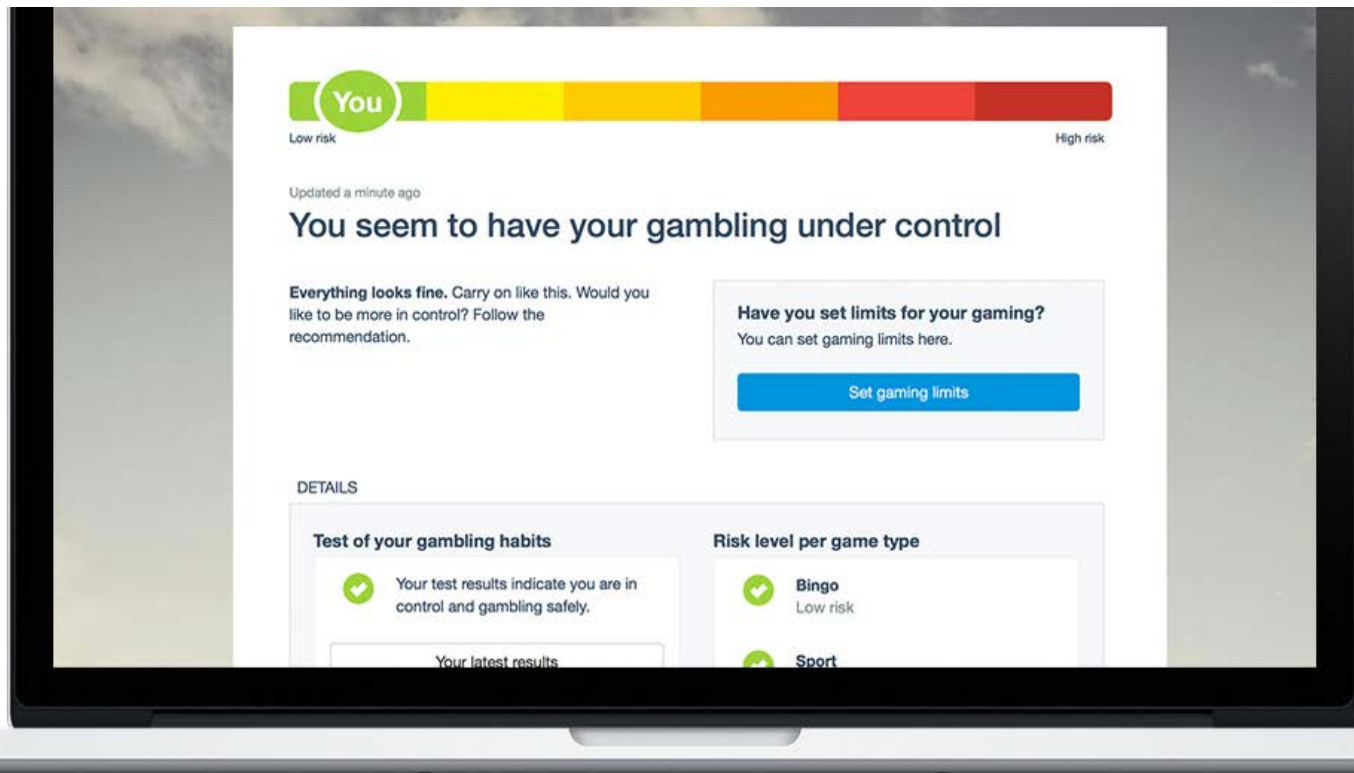 You
Low risk
High risk
Updated a minute ago
You seem to have your gambling under control
Everything looks fine. Carry on like this. Would you
like to be more in control? Follow the
recommendation.
Have you set limits for your gaming?
You can set gaming limits here.
Set gaming limits
DETAILS
Test of your gambling habits
Your test results indicate you are in
control and gambling safely.
Your latest results
Risk level per game type
Bingo
Low risk
Sport